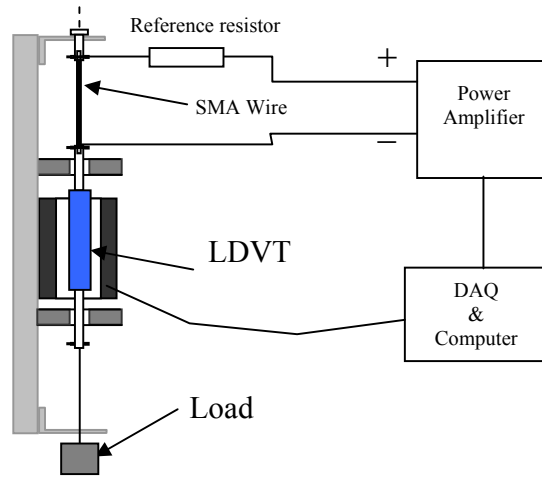 Reference resistor
+
SMA Wire
Power
Amplifier
−
LDVT
DAQ
&
Computer
Load